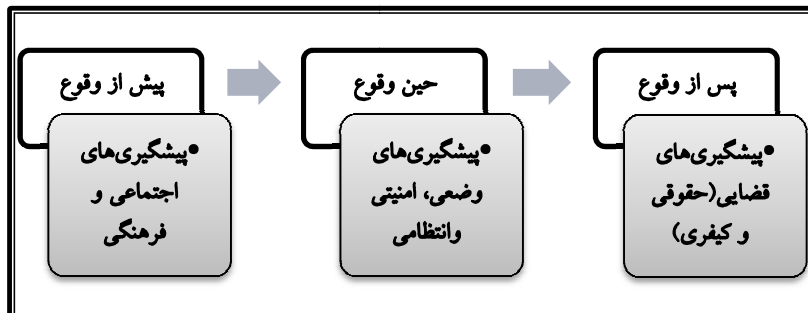 پیش از وقوع
•پیشگیری‌های
اجتماعی و
فرهنگی
حین وقوع
•پیشگیری‌های
وضعی، امنیتی
وانتظامی
پس از وقوع
•پیشگیری‌های
قضایی(حقوقی
و کیفری)